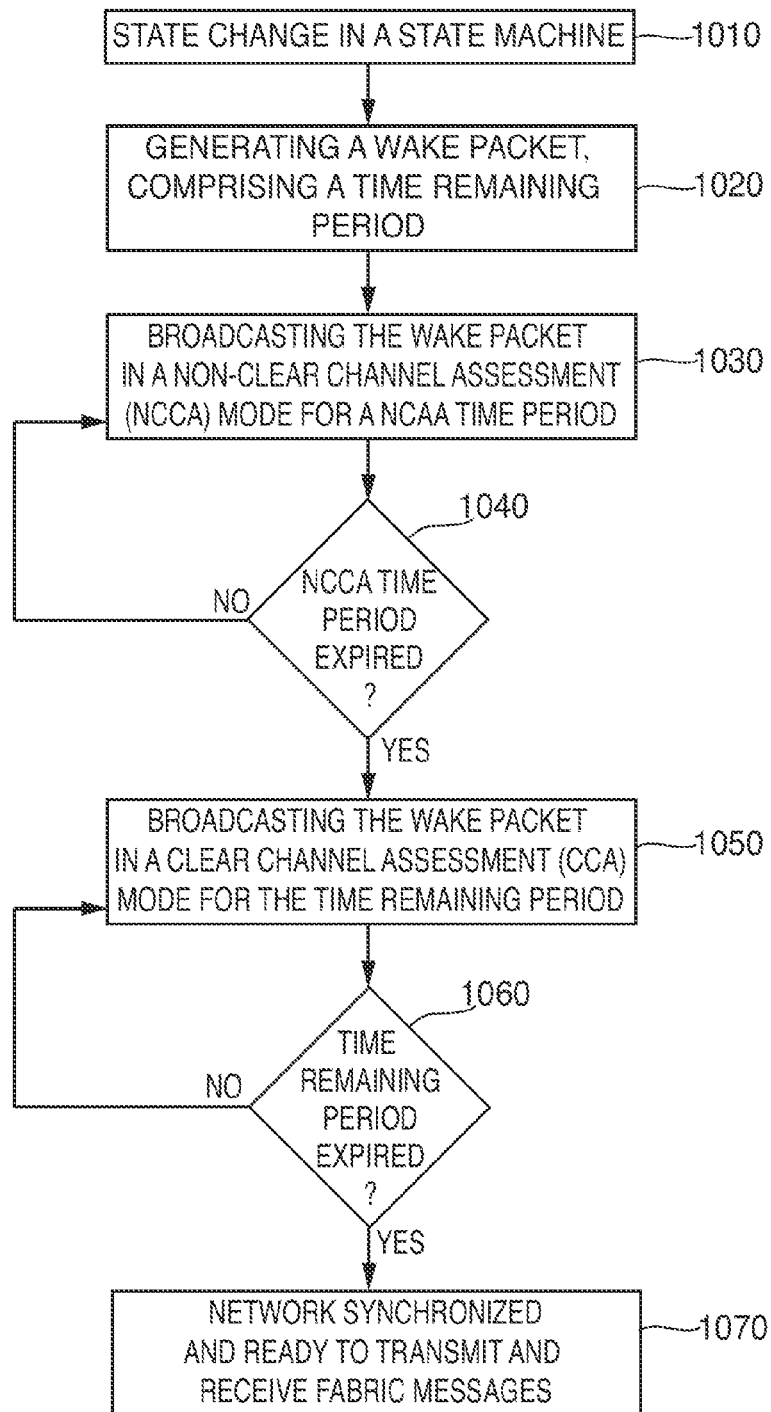 STATE CHANGE IN A STATE MACHINE
1010
GENERATING A WAKE PACKET,
COMPRISING A TIME REMAINING
PERIOD
1020
BROADCASTING THE WAKE PACKET
IN A NON-CLEAR CHANNEL ASSESSMENT
(NCCA) MODE FOR A NCAA TIME PERIOD
1030
1040
NCCA TIME
PERIOD
EXPIRED
?
NO
YES
BROADCASTING THE WAKE PACKET
IN A CLEAR CHANNEL ASSESSMENT (CCA)
MODE FOR THE TIME REMAINING PERIOD
1050
1060
TIME
REMAINING
PERIOD
EXPIRED
?
NO
YES
NETWORK SYNCHRONIZED
AND READY TO TRANSMIT AND
RECEIVE FABRIC MESSAGES
1070